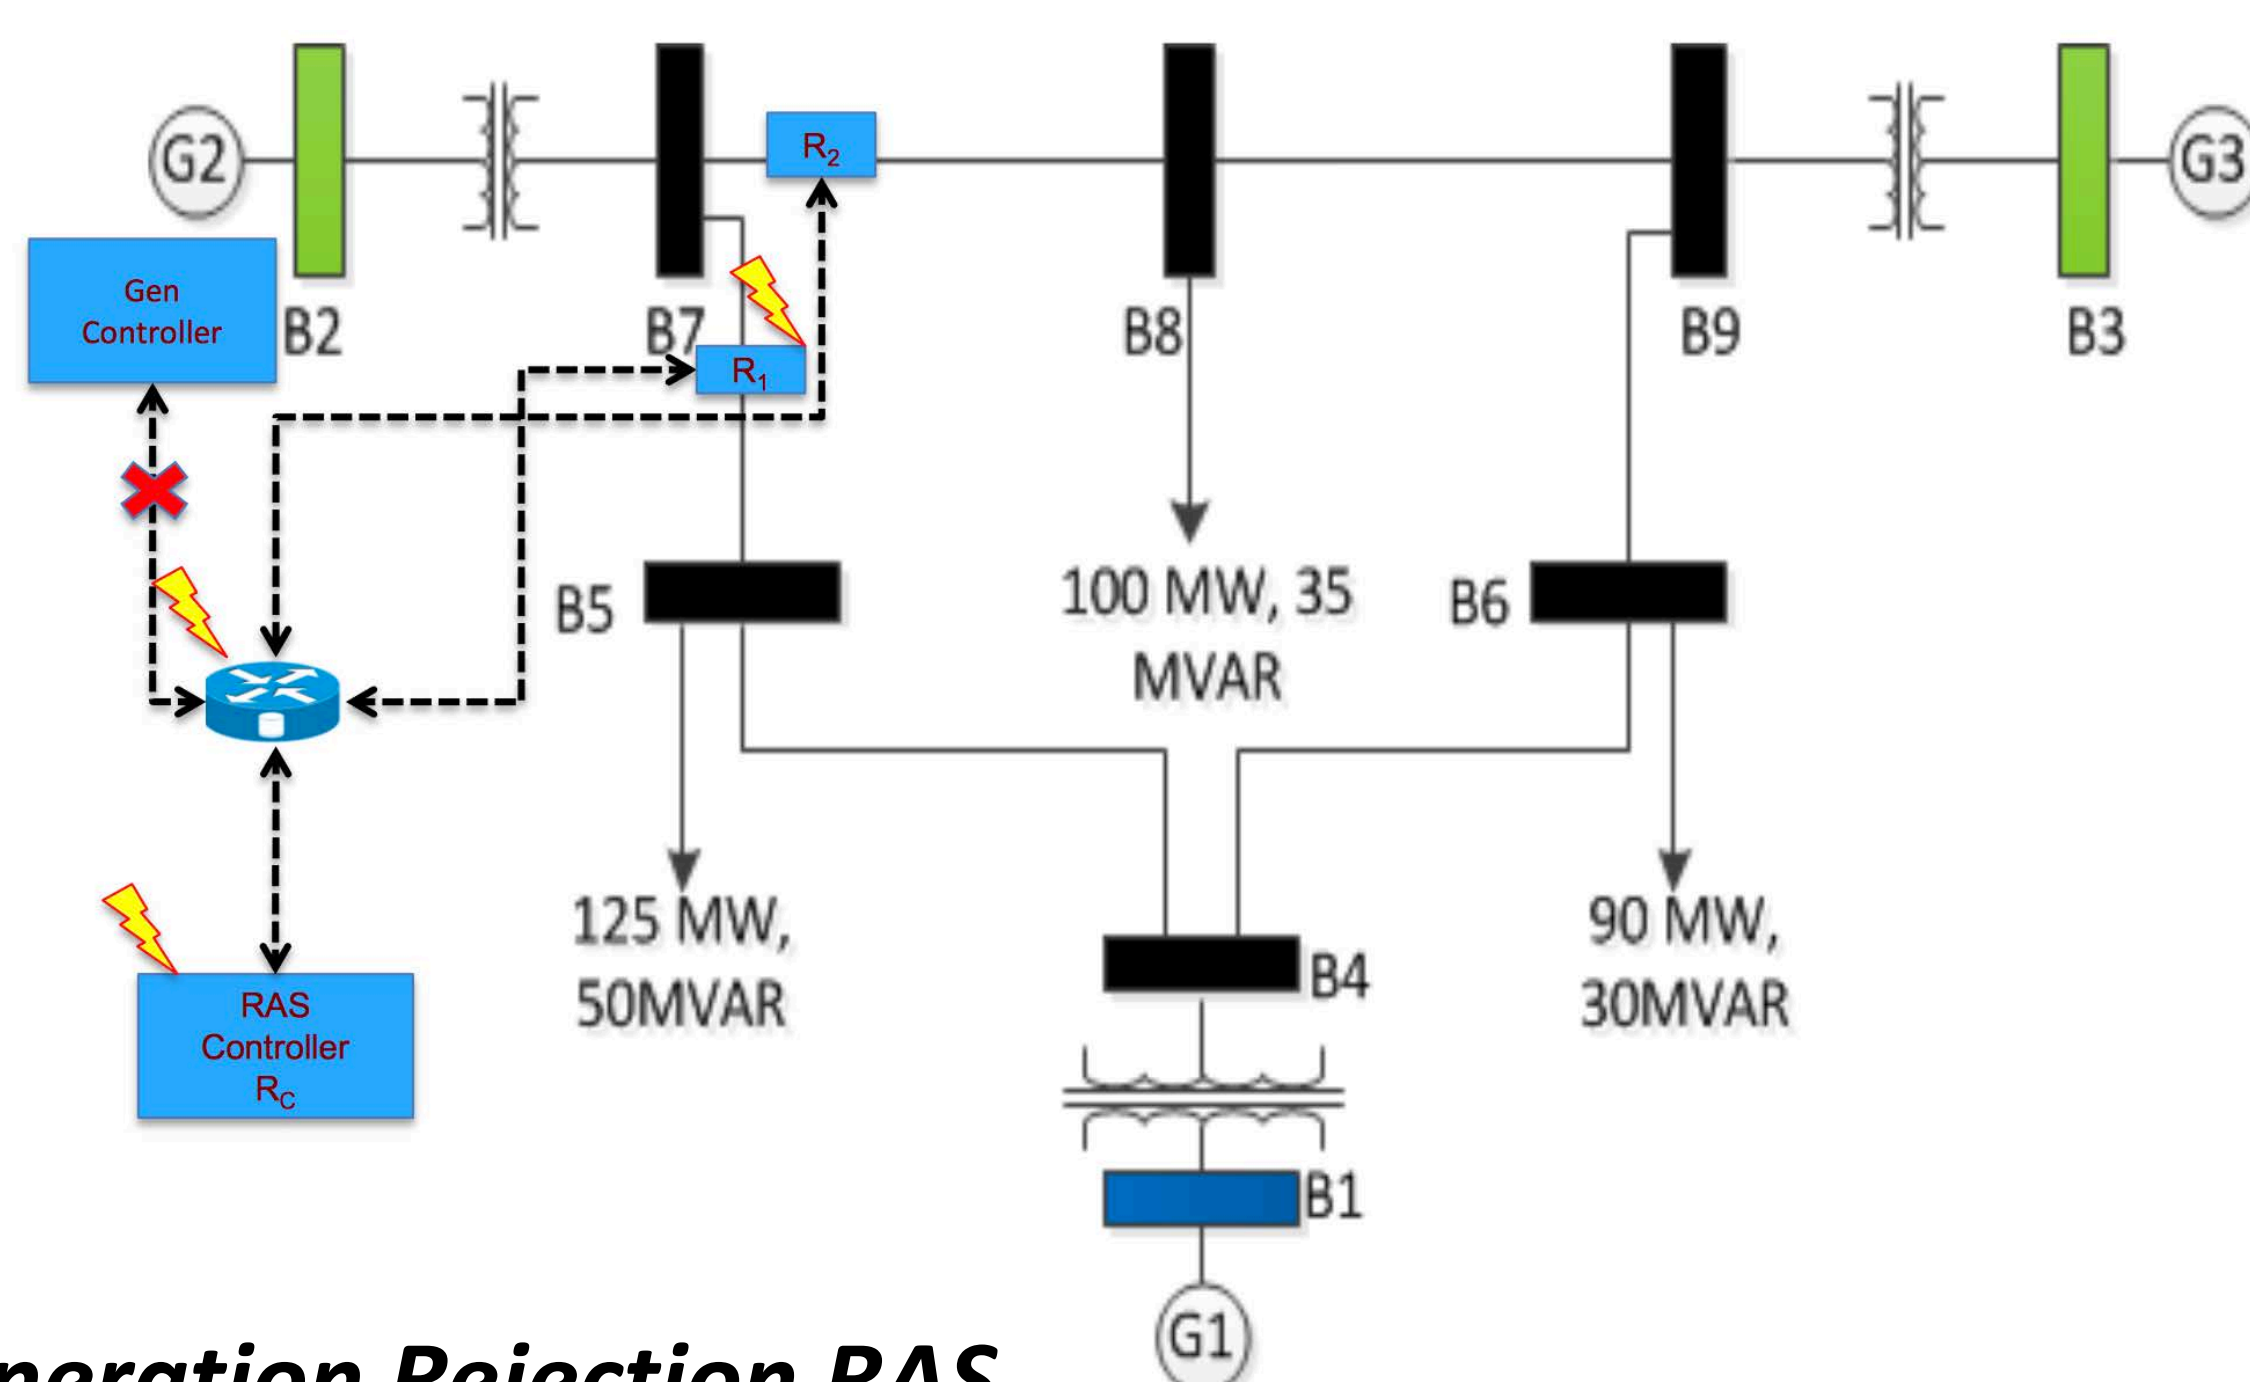 G2
R2
G3
Gen
Controller
B2
B7
B8
B9
B3
R1
B5
100 MW, 35
MVAR
B6
125 MW,
50MVAR
90 MW,
30MVAR
B4
RAS
Controller
RC
B1
G1
Rejection RAS